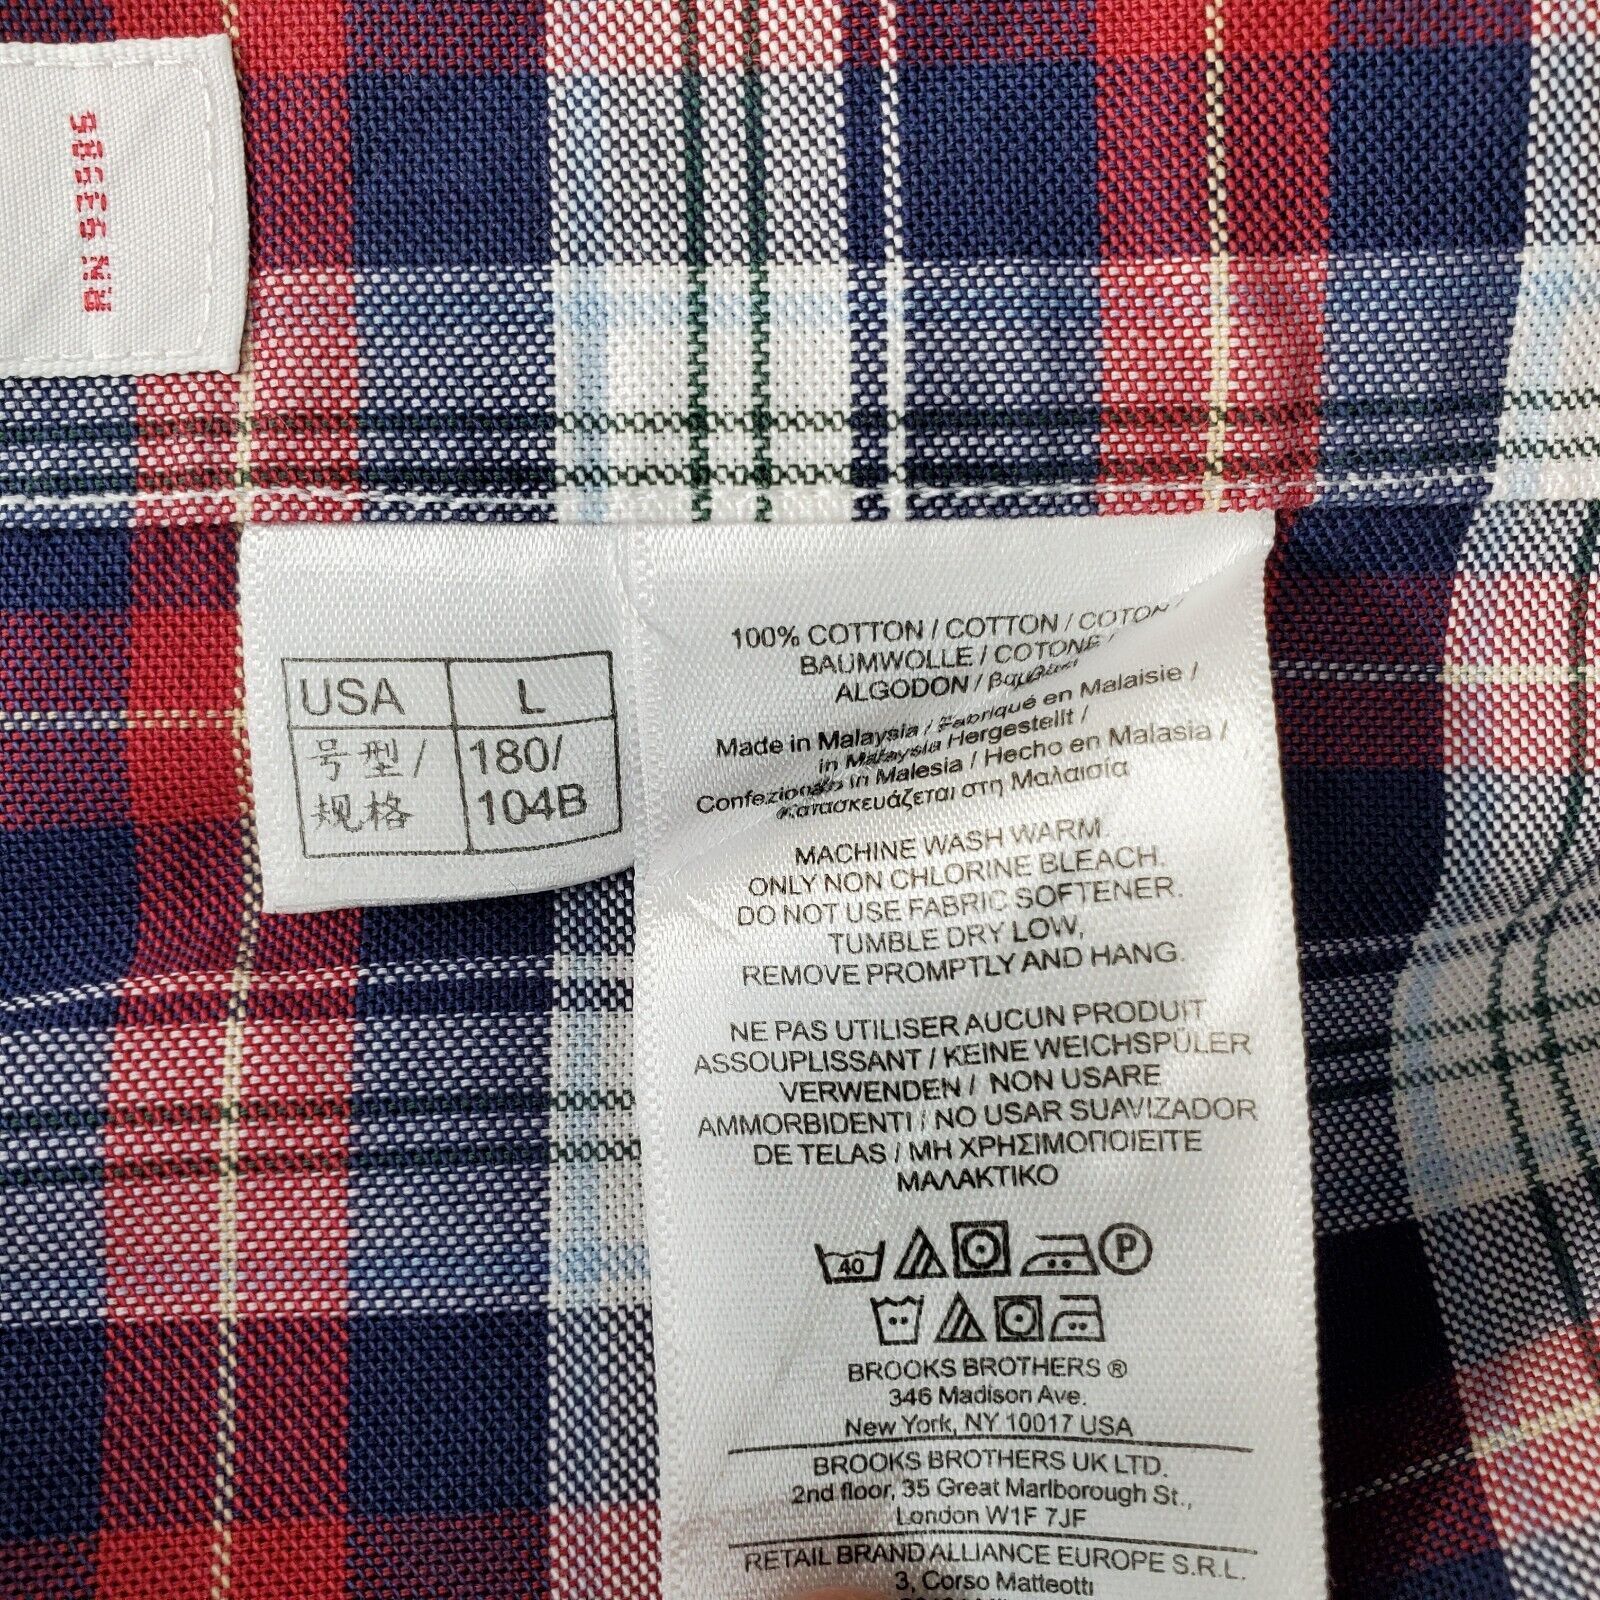 RN 53985
USA L
号型/ 180/
规格 104B
100% COTTON / COTTON / COTON /
BAUMWOLLE / COTONE /
ALGODON /
Made in Malaysia / Fabriqué en Malaisie /
in Malaysia Hergestellt /
Confezionato in Malesia / Hecho en Malasia /
Κατασκευάζεται στη Μαλαισία
MACHINE WASH WARM.
ONLY NON CHLORINE BLEACH.
DO NOT USE FABRIC SOFTENER.
TUMBLE DRY LOW,
REMOVE PROMPTLY AND HANG.
NE PAS UTILISER AUCUN PRODUIT
ASSOUPLISSANT / KEINE WEICHSPÜLER
VERWENDEN / NON USARE
AMMORBIDENTI / NO USAR SUAVIZADOR
DE TELAS / ΜΗ ΧΡΗΣΙΜΟΠΟΙΕΙΤΕ
ΜΑΛΑΚΤΙΚΟ
40 P
BROOKS BROTHERS ®
346 Madison Ave.
New York, NY 10017 USA
BROOKS BROTHERS UK LTD.
2nd floor, 35 Great Marlborough St.,
London W1F 7JF
RETAIL BRAND ALLIANCE EUROPE S.R.L.
3, Corso Matteotti